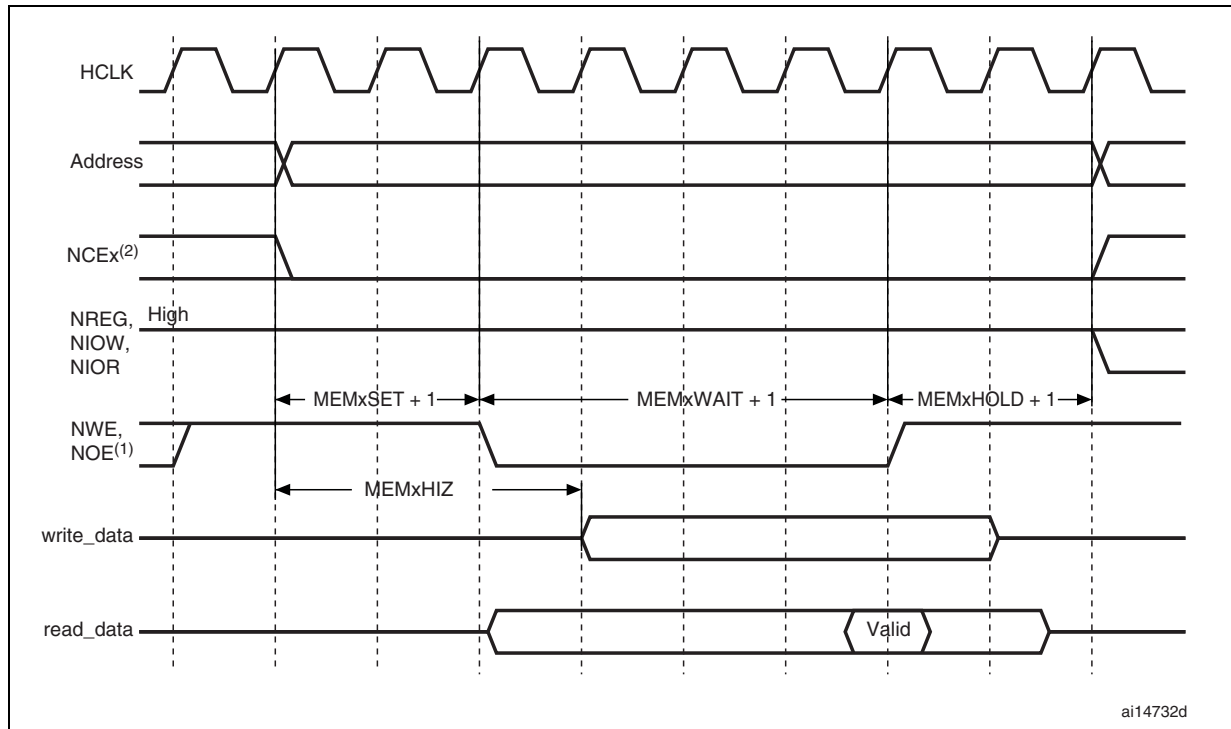 HCLK
Address
NCEx(2)
NREG, High
NIOW,
NIOR
MEMxSET + 1 MEMxWAIT + 1 MEMxHOLD + 1
NWE,
NOE(1)
MEMxHIZ
write_data
read_data Valid
ai14732d